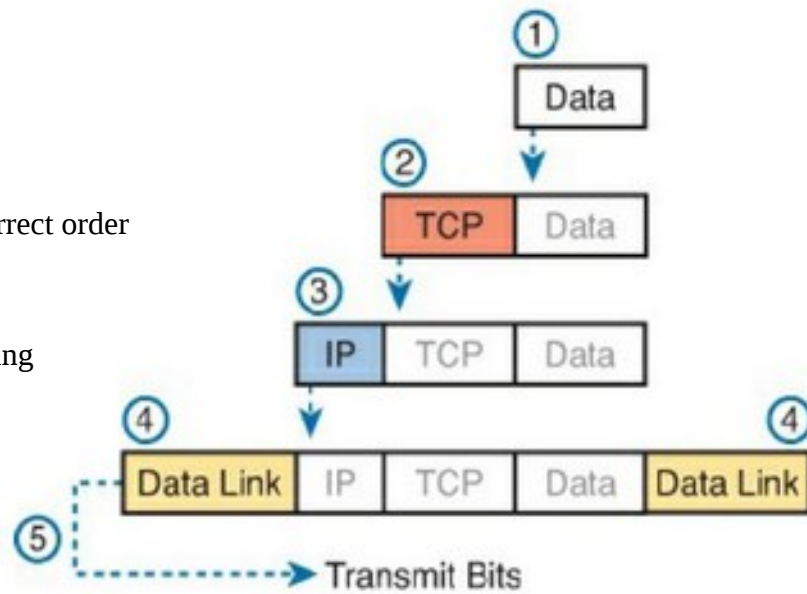 1
Data
2
TCP Data
rrect order
3
IP TCP Data
ing
4 4
Data Link IP TCP Data Data Link
5
Transmit Bits